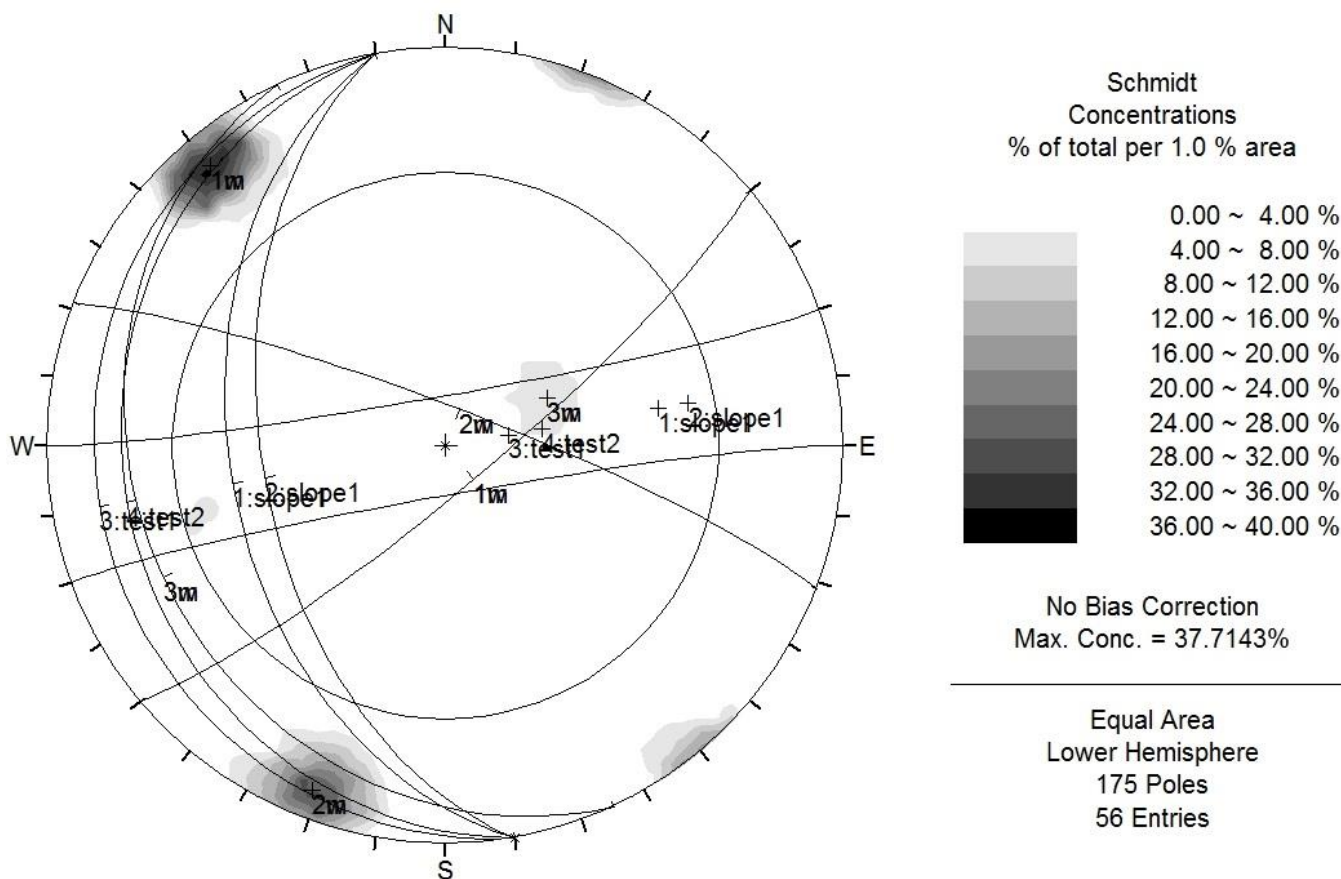 N
W
E
S
1m
2m
3m
1:slope1
2:slope1
3:test1
4:test2
1:slope1
2:slope1
3:test1
4:test2
3m
1m
2m
Schmidt
Concentrations
% of total per 1.0 % area
0.00 ~ 4.00 %
4.00 ~ 8.00 %
8.00 ~ 12.00 %
12.00 ~ 16.00 %
16.00 ~ 20.00 %
20.00 ~ 24.00 %
24.00 ~ 28.00 %
28.00 ~ 32.00 %
32.00 ~ 36.00 %
36.00 ~ 40.00 %
No Bias Correction
Max. Conc. = 37.7143%
Equal Area
Lower Hemisphere
175 Poles
56 Entries